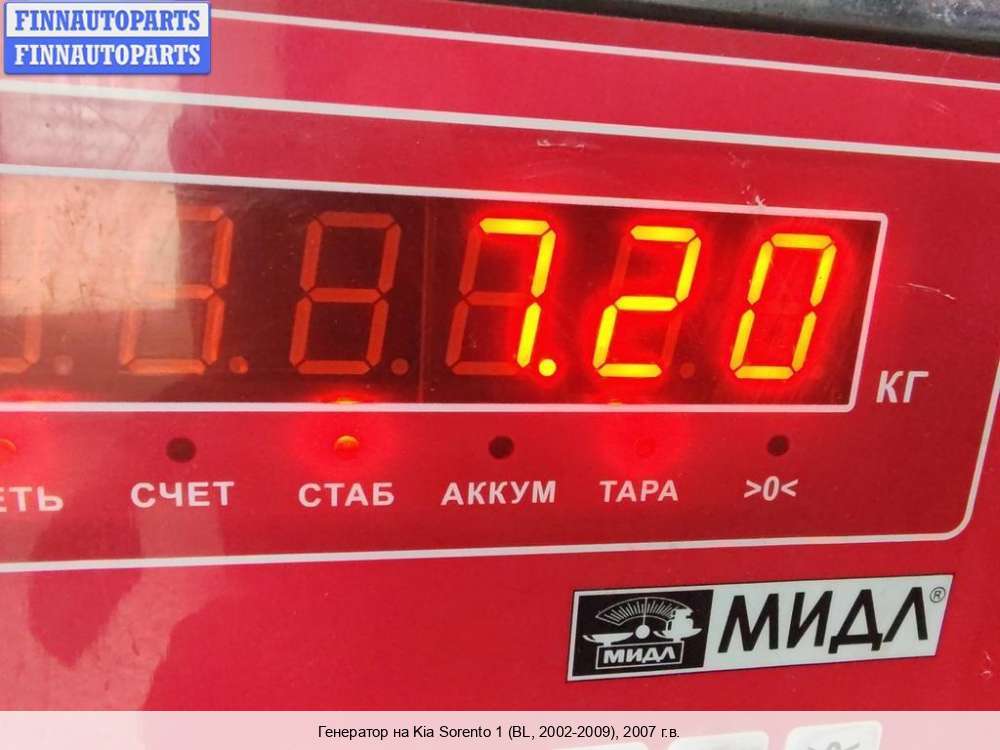 FINNAUTOPARTS
FINNAUTOPARTS
7.20
КГ
СЧЕТ СТАБ АККУМ ТАРА >0<
МИДЛ МИДЛ®
Генератор на Kia Sorento 1 (BL, 2002-2009), 2007 г.в.